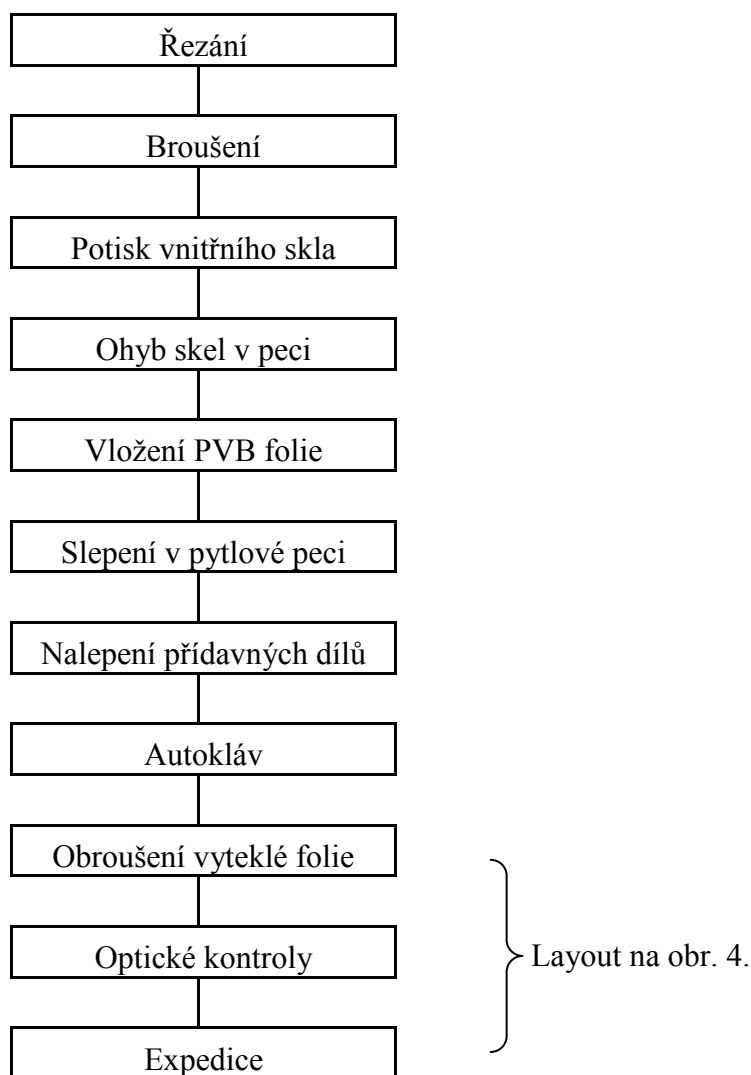 Řezání
Broušení
Potisk vnitřního skla
Ohyb skel v peci
Vložení PVB folie
Slepení v pytlové peci
Nalepení přídavných dílů
Autokláv
Obroušení vyteklé folie
Optické kontroly
Layout na obr. 4.
Expedice